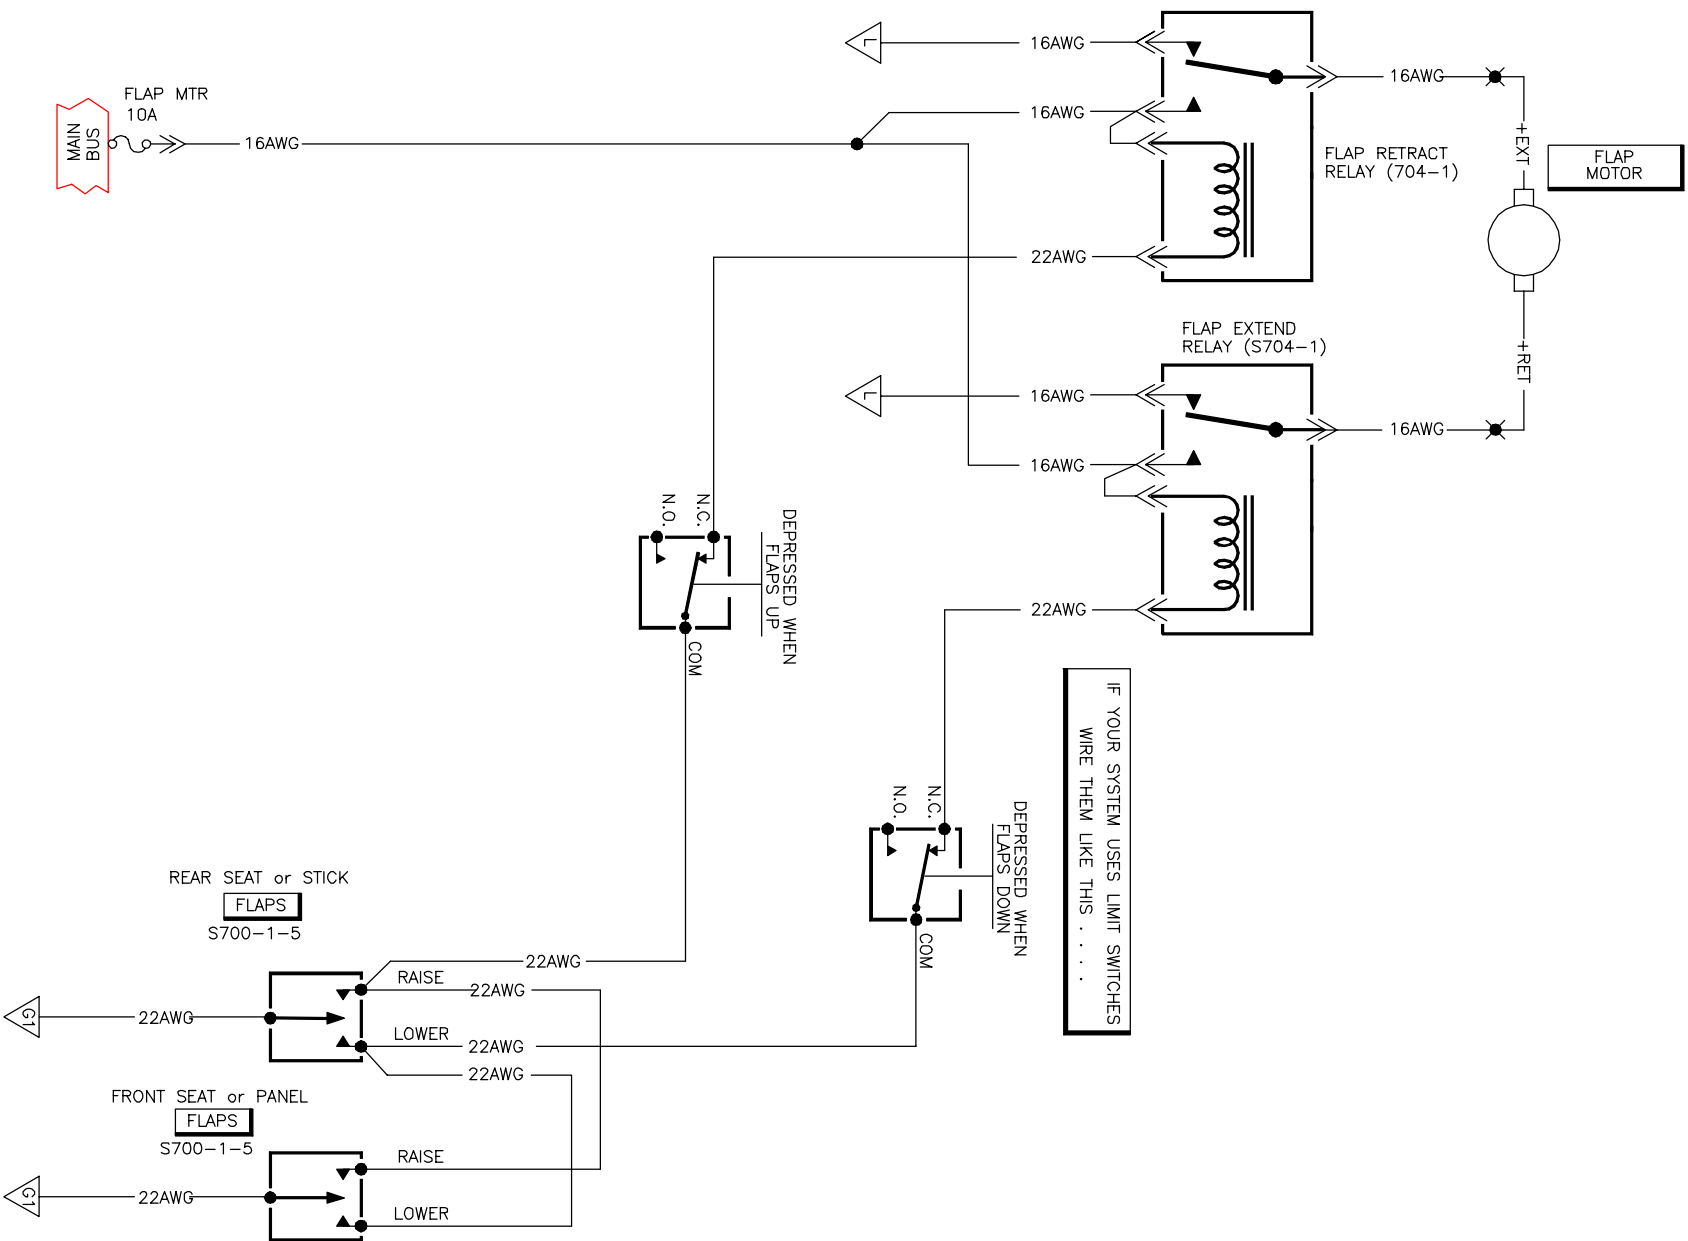 L
16AWG
FLAP MTR
10A
MAIN
BUS
16AWG
16AWG
16AWG
+EXT
FLAP
MOTOR
FLAP RETRACT
RELAY (704-1)
22AWG
FLAP EXTEND
RELAY (S704-1)
+RET
L
16AWG
16AWG
16AWG
N.O.
N.C.
DEPRESSED WHEN
FLAPS UP
COM
22AWG
IF YOUR SYSTEM USES LIMIT SWITCHES
WIRE THEM LIKE THIS . . . .
N.O.
N.C.
DEPRESSED WHEN
FLAPS DOWN
COM
REAR SEAT or STICK
FLAPS
S700-1-5
22AWG
RAISE
22AWG
G1
22AWG
LOWER
22AWG
22AWG
FRONT SEAT or PANEL
FLAPS
S700-1-5
RAISE
G1
22AWG
LOWER